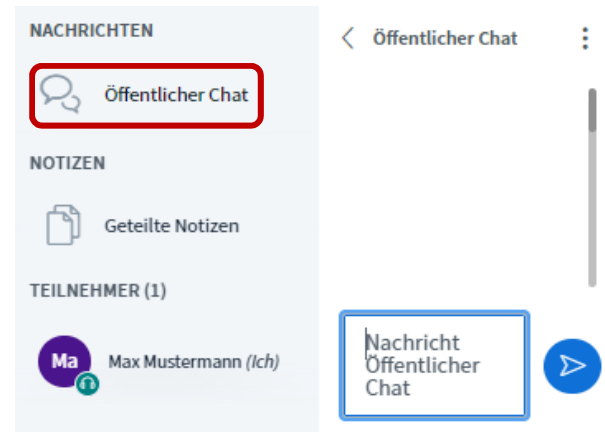 NACHRICHTEN
Öffentlicher Chat
NOTIZEN
Geteilte Notizen
TEILNEHMER (1)
Ma
Max Mustermann (Ich)
Öffentlicher Chat
Nachricht
Öffentlicher
Chat